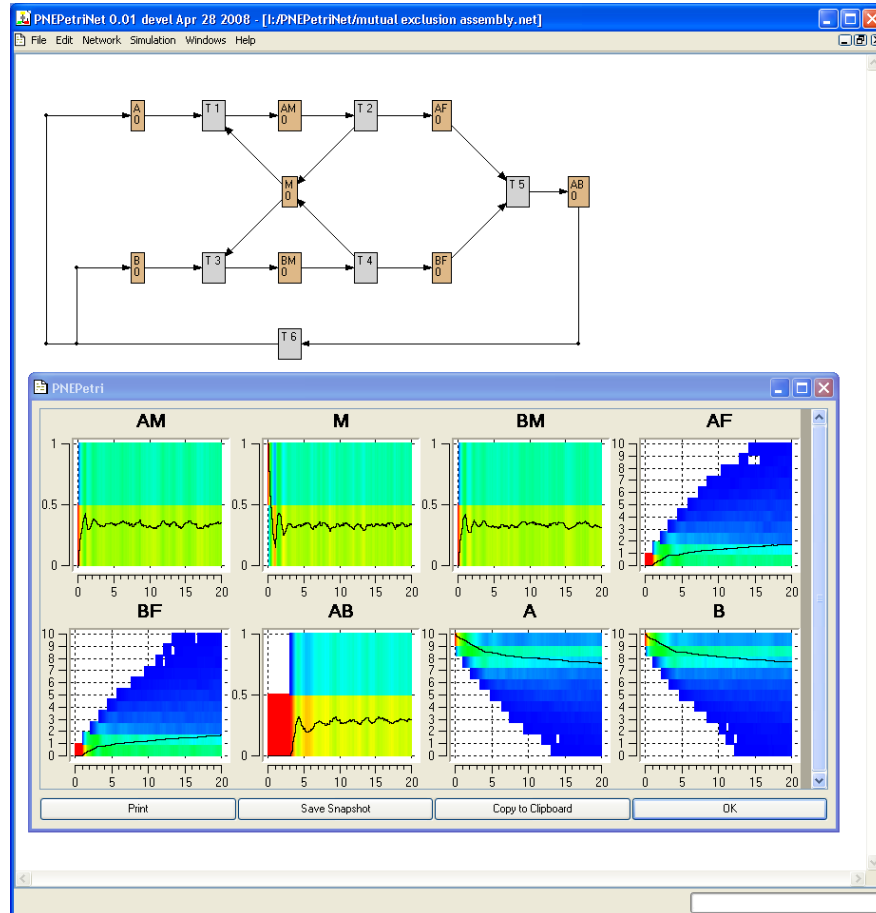 PNEPetriNet 0.01 devel Apr 28 2008 - [I:/PNEPetriNet/mutual exclusion assembly.net]
File Edit Network Simulation Windows Help
A T 1 AM T 2 AF
0 0 0
M T 5 AB
0 0
B T 3 BM T 4 BF
0 0 0
T 6
PNEPetri
AM M BM AF
1 1 1 10
9
8
7
6
0.5 0.5 0.5 5
4
3
2
1
0 0 0 0
0 5 10 15 20 0 5 10 15 20 0 5 10 15 20 0 5 10 15 20
BF AB A B
10 1 10 10
9 9 9
8 8 8
7 7 7
6 6 6
5 0.5 5 5
4 4 4
3 3 3
2 2 2
1 1 1
0 0 0 0
0 5 10 15 20 0 5 10 15 20 0 5 10 15 20 0 5 10 15 20
Print Save Snapshot Copy to Clipboard OK